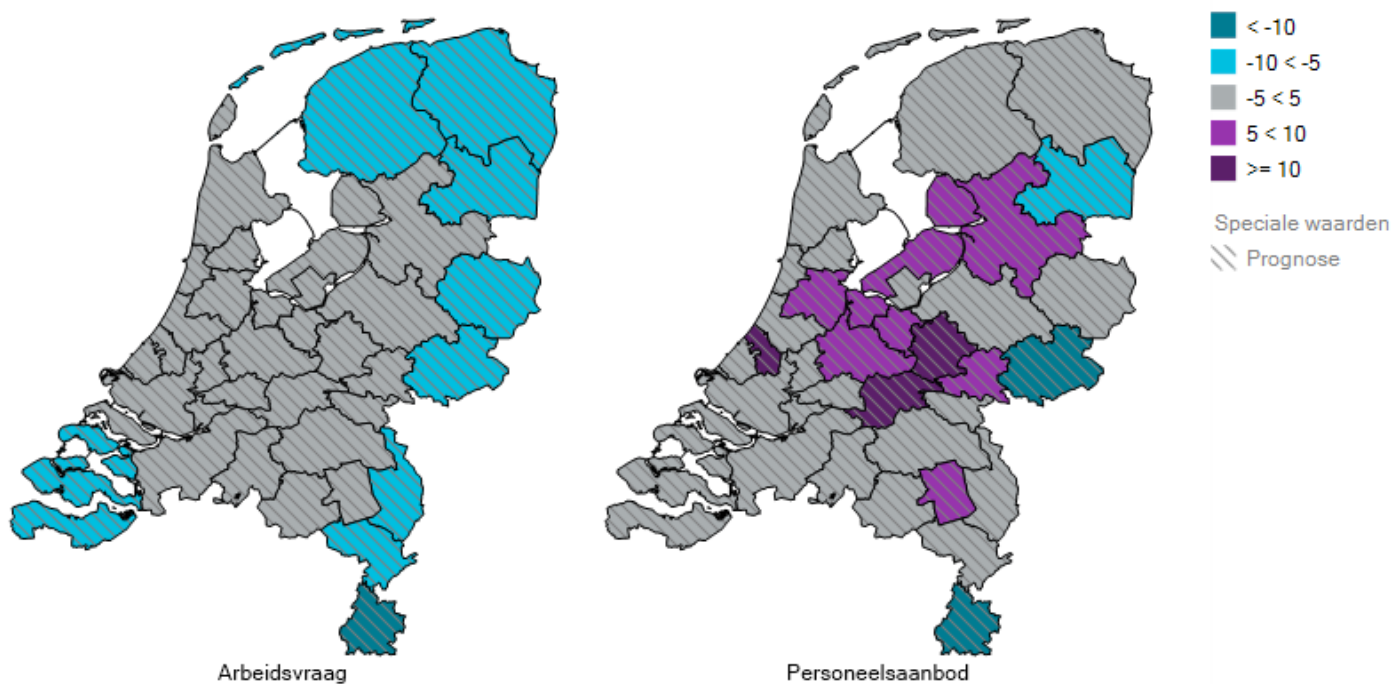 < -10
-10 < -5
-5 < 5
5 < 10
>= 10
Speciale waarden
Prognose
Arbeidsvraag
Personeelsaanbod